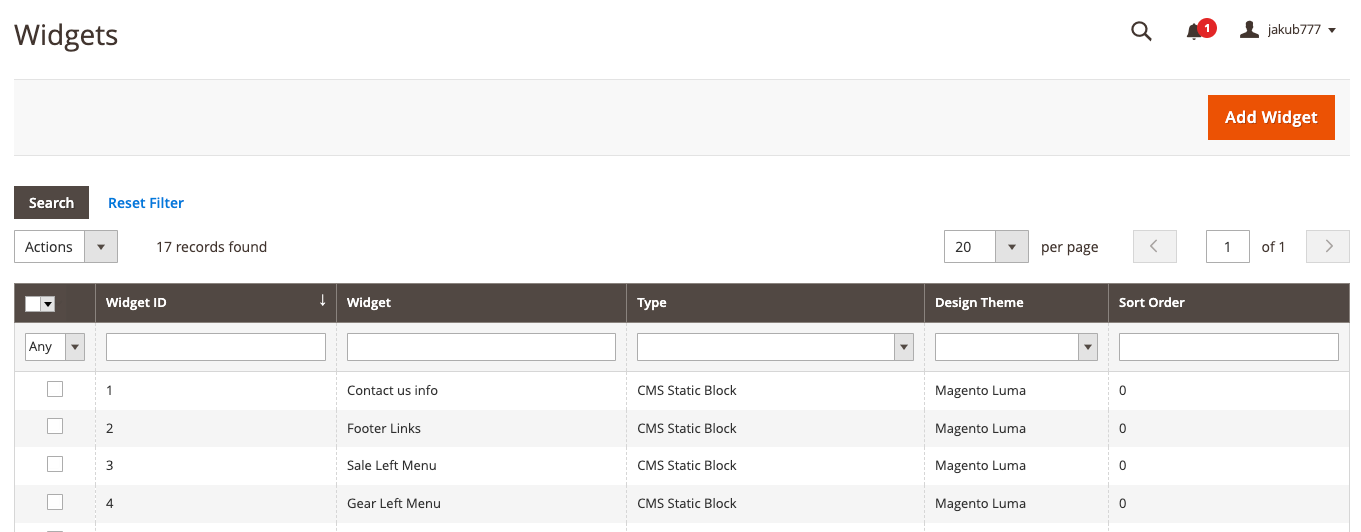 Widgets
1
jakub777
Add Widget
Search
Reset Filter
Actions
17 records found
20
per page
1
of 1
Widget ID
Widget
Type
Design Theme
Sort Order
Any
1 Contact us info CMS Static Block Magento Luma 0
2 Footer Links CMS Static Block Magento Luma 0
3 Sale Left Menu CMS Static Block Magento Luma 0
4 Gear Left Menu CMS Static Block Magento Luma 0